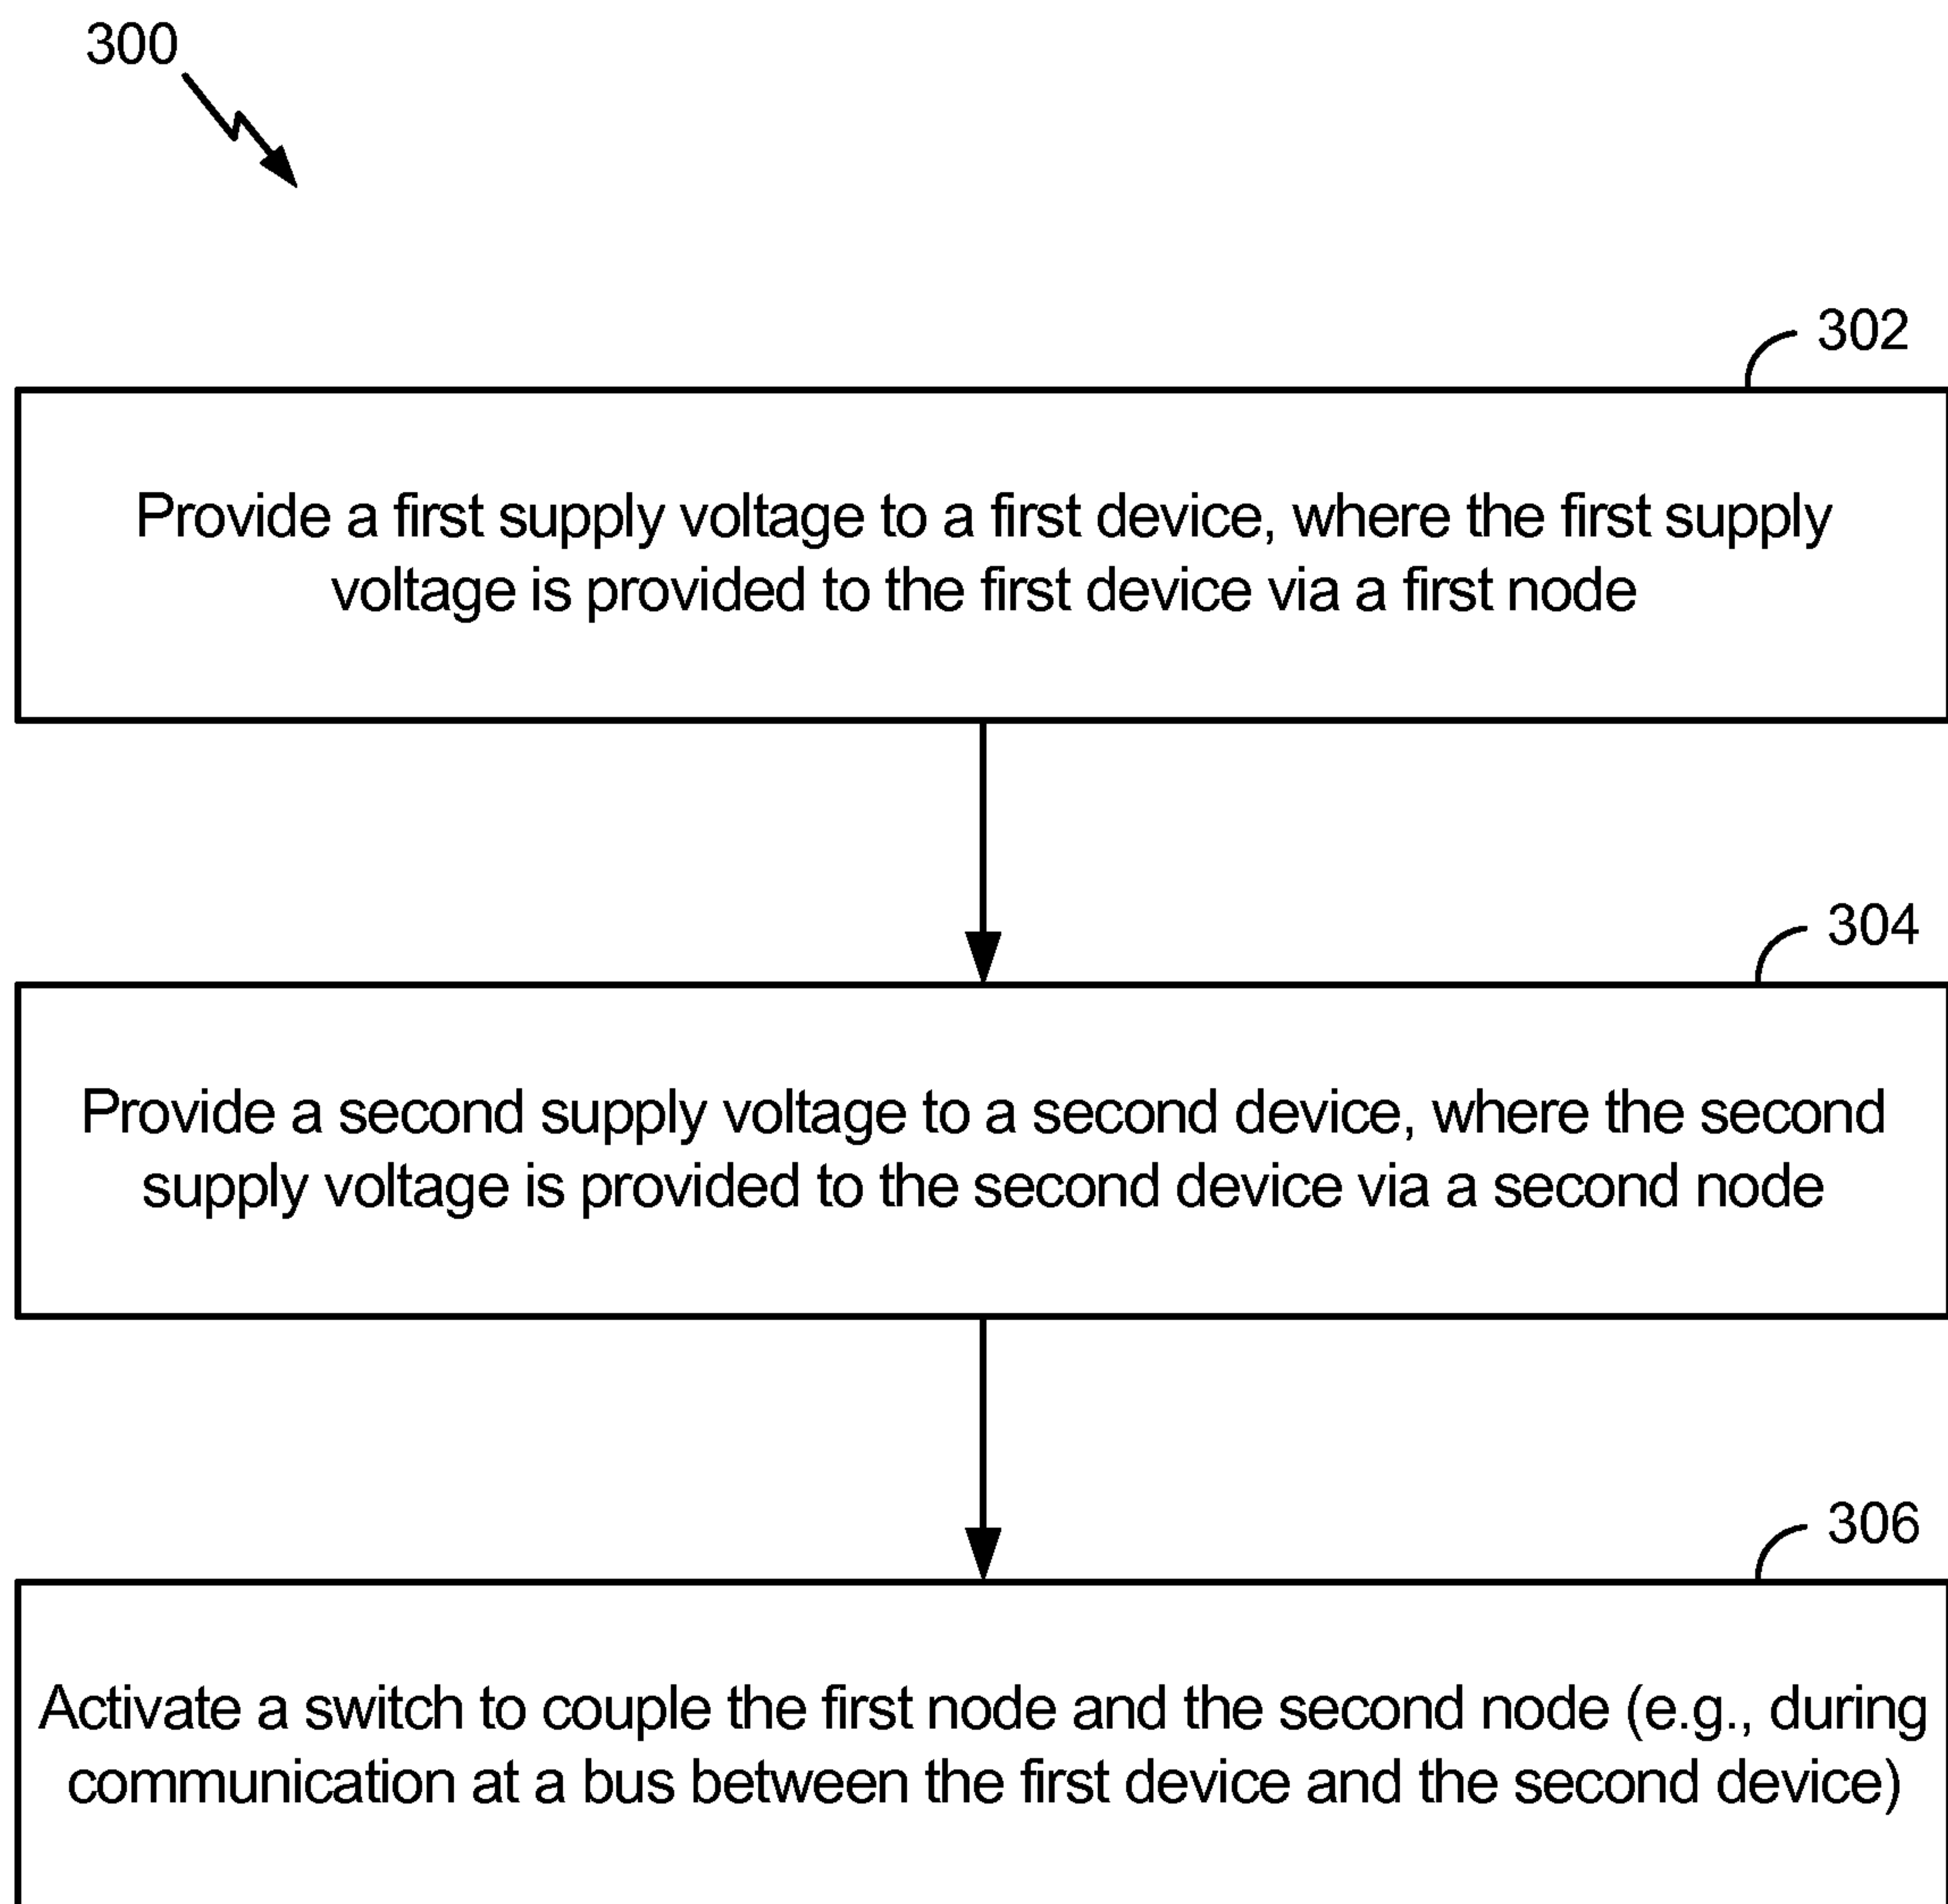 300
302
Provide a first supply voltage to a first device, where the first supply
voltage is provided to the first device via a first node
304
Provide a second supply voltage to a second device, where the second
supply voltage is provided to the second device via a second node
306
Activate a switch to couple the first node and the second node (e.g., during
communication at a bus between the first device and the second device)